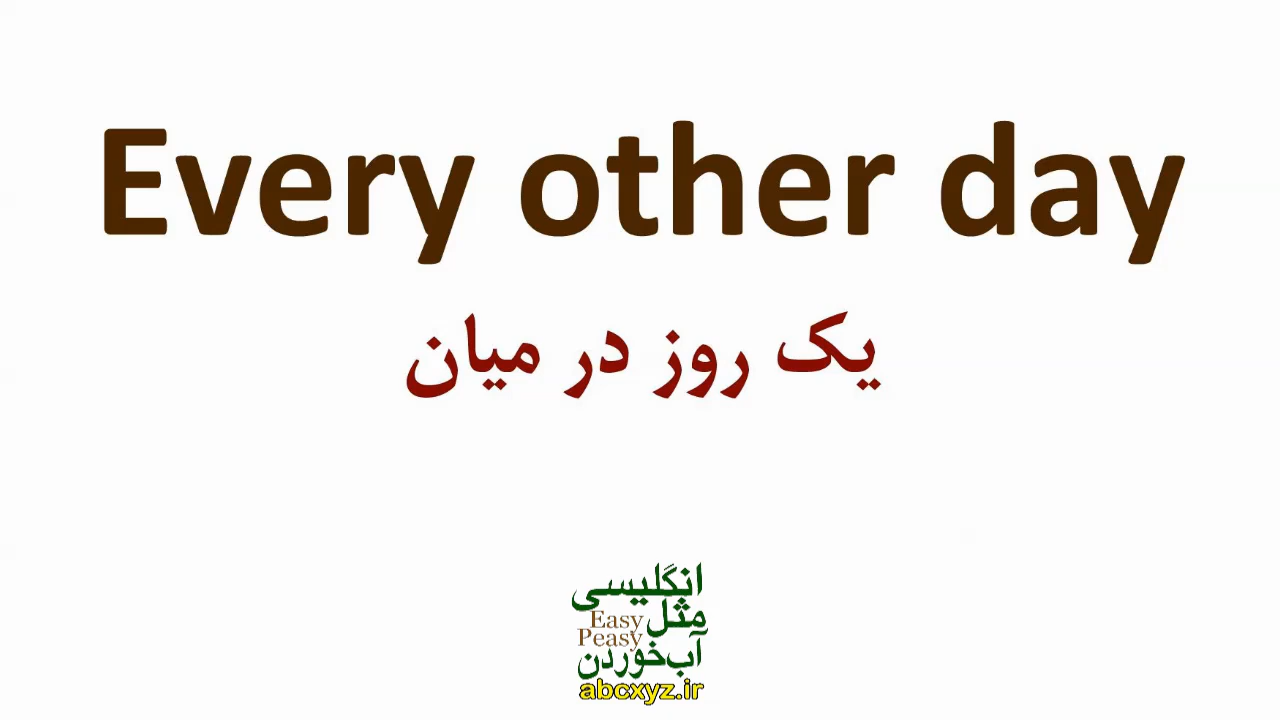 Every other day
یک روز در میان
انگلیسی
مثل
Easy
Peasy
آب‌خوردن
abcxyz.ir